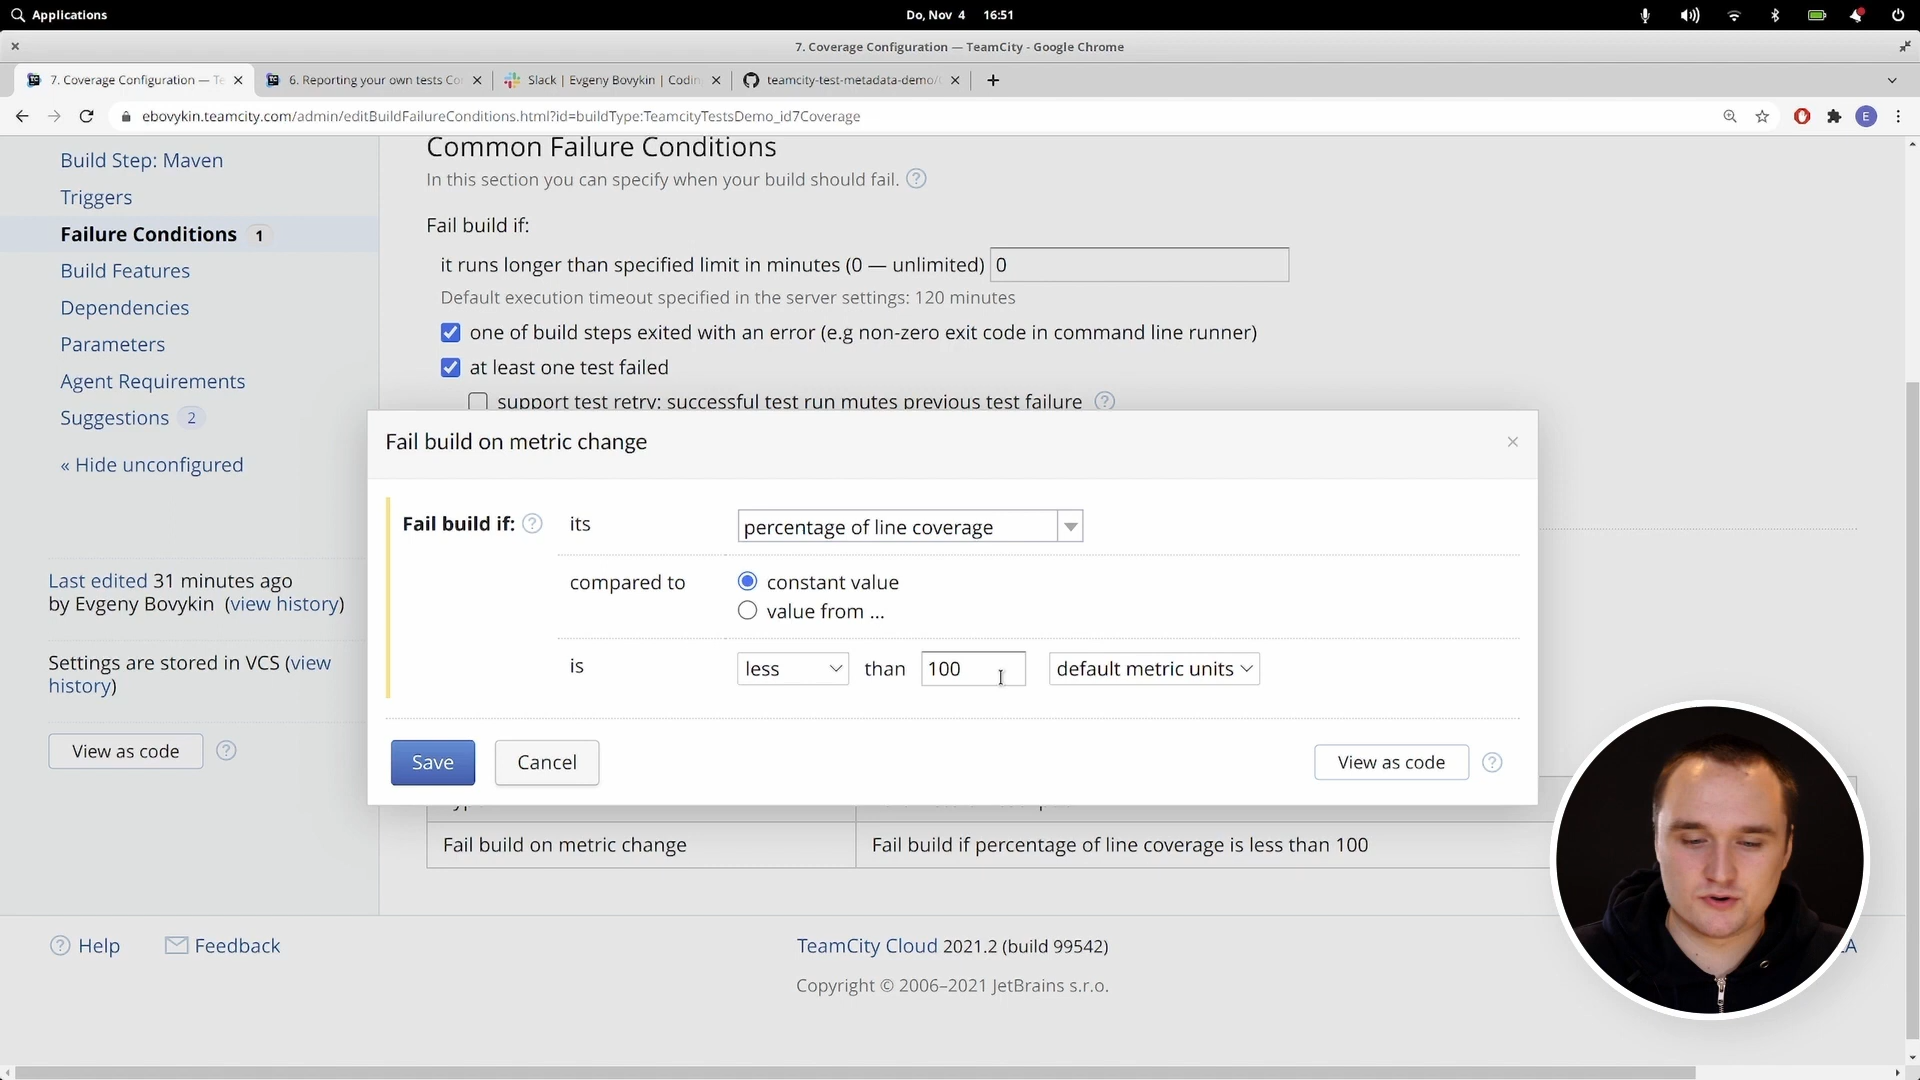 Applications
Do, Nov 4 16:51
7. Coverage Configuration — TeamCity - Google Chrome
7. Coverage Configuration — Te
6. Reporting your own tests Co
Slack | Evgeny Bovykin | Codin
teamcity-test-metadata-demo/
ebovykin.teamcity.com/admin/editBuildFailureConditions.html?id=buildType:TeamcityTestsDemo_id7Coverage
E
Build Step: Maven
Triggers
Failure Conditions 1
Build Features
Dependencies
Parameters
Agent Requirements
Suggestions 2
« Hide unconfigured
Last edited 31 minutes ago
by Evgeny Bovykin (view history)
Settings are stored in VCS (view
history)
View as code
Common Failure Conditions
In this section you can specify when your build should fail.
Fail build if:
it runs longer than specified limit in minutes (0 — unlimited) 0
Default execution timeout specified in the server settings: 120 minutes
one of build steps exited with an error (e.g non-zero exit code in command line runner)
at least one test failed
support test retry: successful test run mutes previous test failure
Fail build on metric change
Fail build if: its percentage of line coverage
compared to constant value
value from ...
is less than 100 default metric units
Save Cancel View as code
Fail build on metric change Fail build if percentage of line coverage is less than 100
Help Feedback
TeamCity Cloud 2021.2 (build 99542)
Copyright © 2006–2021 JetBrains s.r.o.